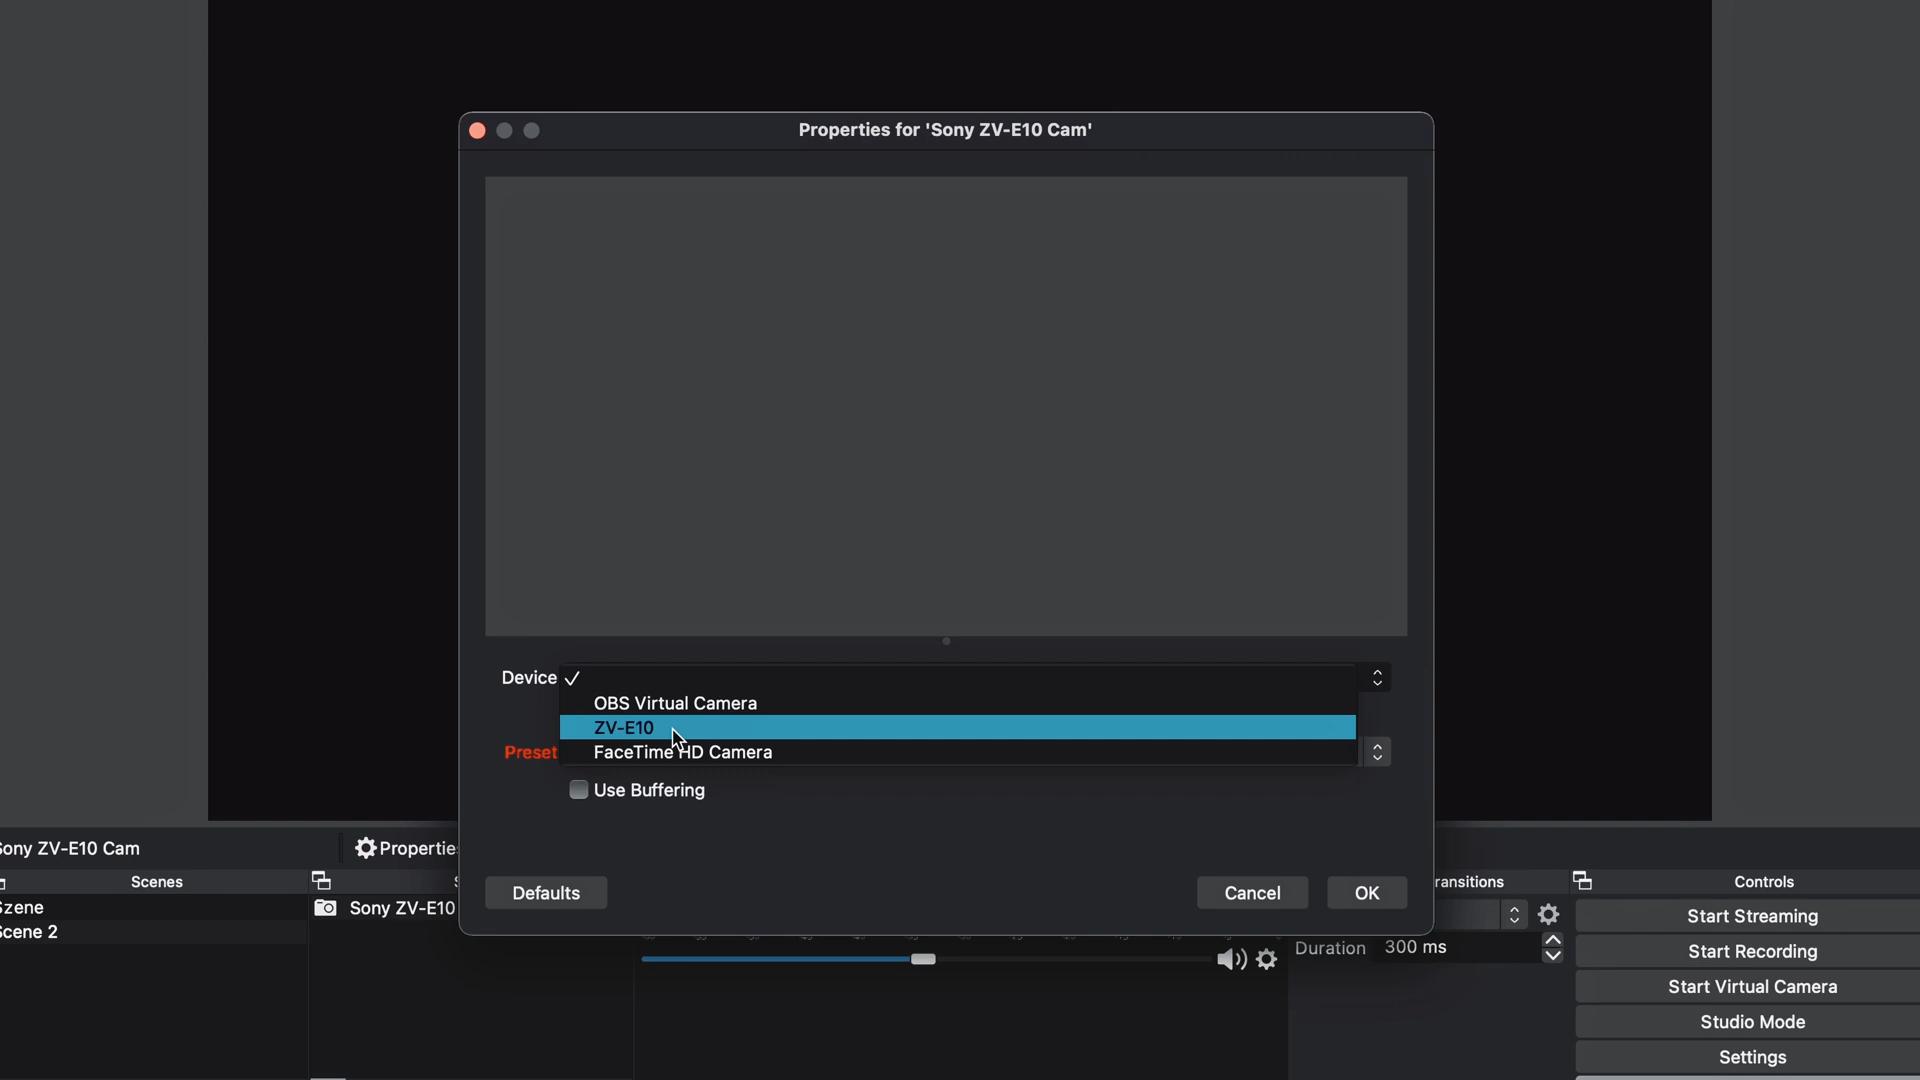 Properties for 'Sony ZV-E10 Cam'
Device ✓
OBS Virtual Camera
ZV-E10
Preset
FaceTime HD Camera
Use Buffering
ony ZV-E10 Cam
Properties
Defaults
Cancel
OK
Scenes
ransitions
Controls
Szene
Sony ZV-E10
Start Streaming
cene 2
Duration 300 ms
Start Recording
Start Virtual Camera
Studio Mode
Settings